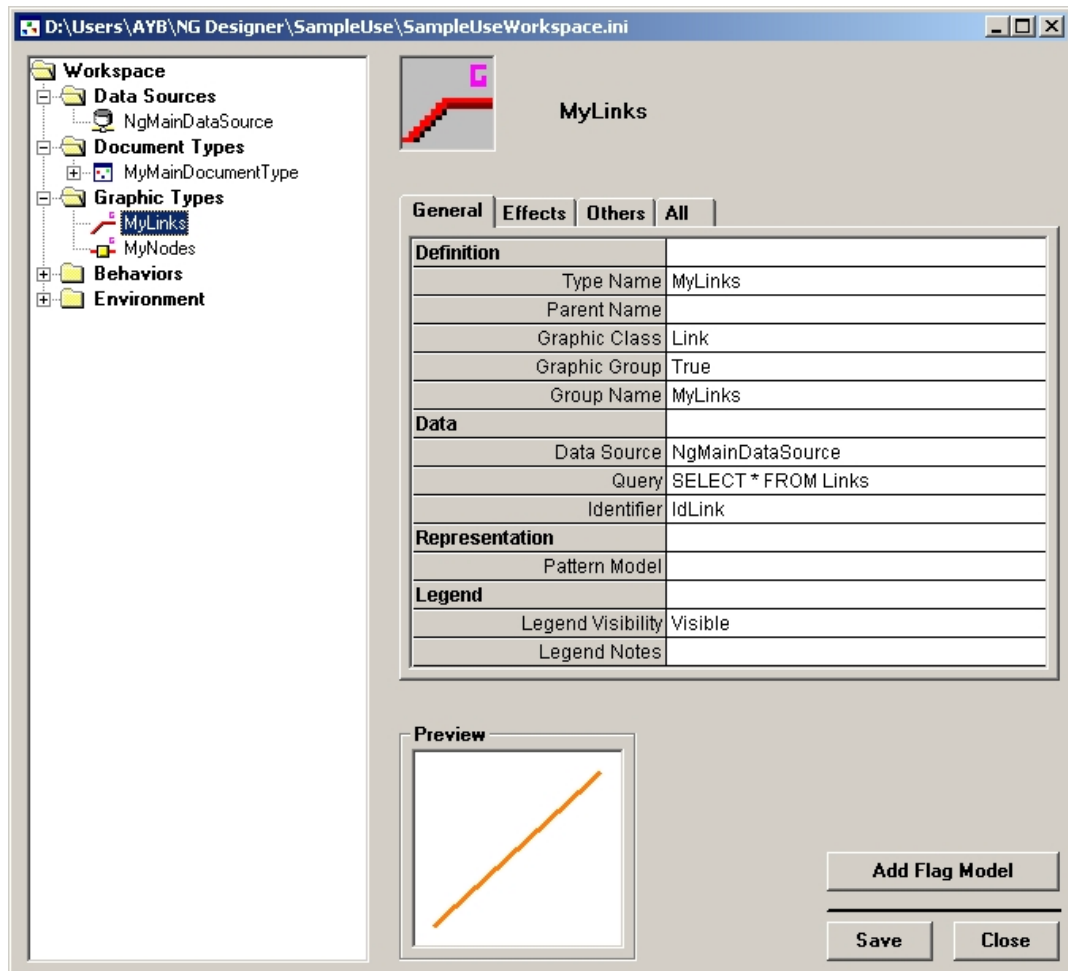 D:\Users\AYB\NG Designer\SampleUse\SampleUseWorkspace.ini
Workspace
Data Sources
NgMainDataSource
Document Types
MyMainDocumentType
Graphic Types
MyLinks
MyNodes
Behaviors
Environment
G
MyLinks
General Effects Others All
Definition
Type Name MyLinks
Parent Name
Graphic Class Link
Graphic Group True
Group Name MyLinks
Data
Data Source NgMainDataSource
Query SELECT * FROM Links
Identifier IdLink
Representation
Pattern Model
Legend
Legend Visibility Visible
Legend Notes
Preview
Add Flag Model
Save Close